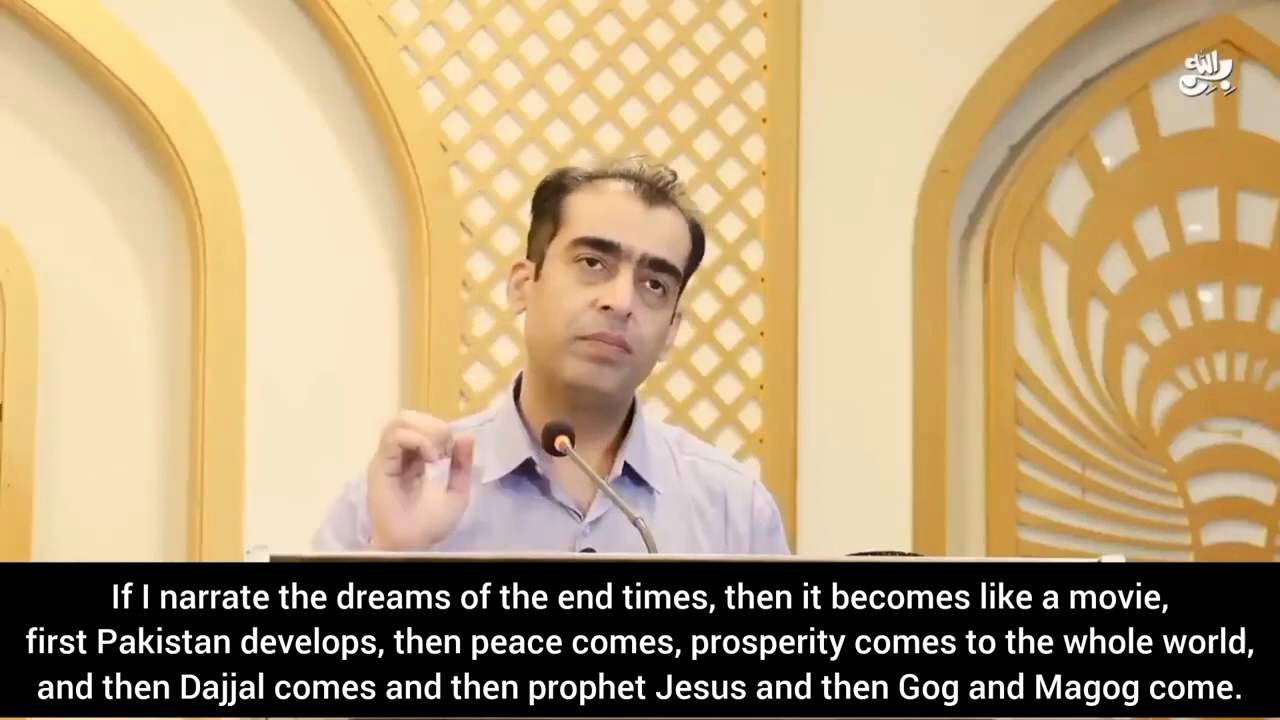 بسم الله
If I narrate the dreams of the end times, then it becomes like a movie,
first Pakistan develops, then peace comes, prosperity comes to the whole world,
and then Dajjal comes and then prophet Jesus and then Gog and Magog come.